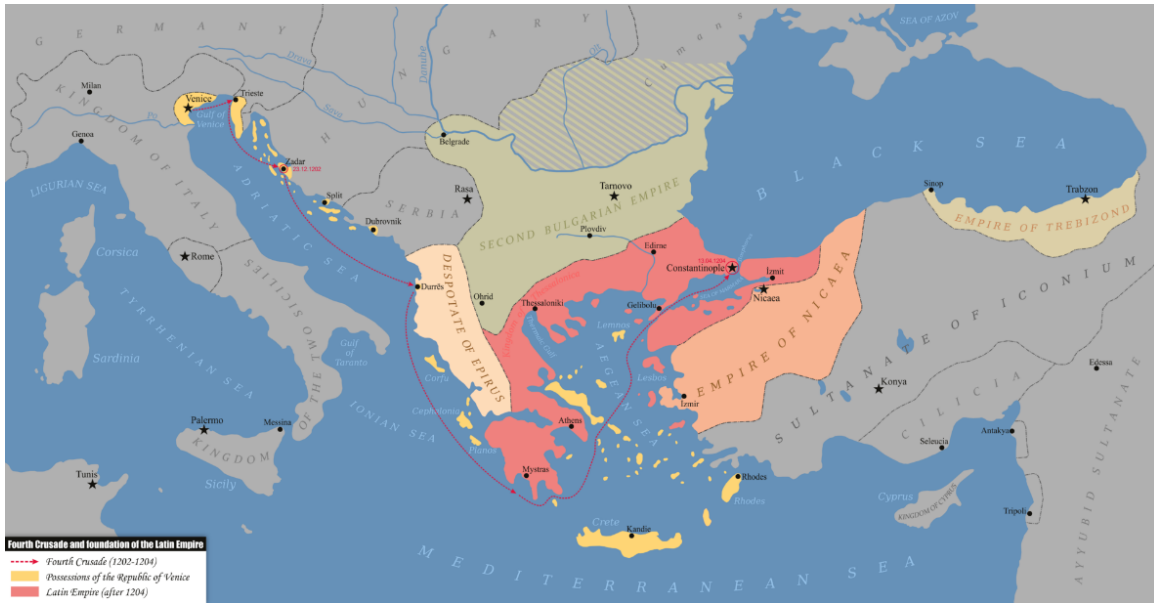 GERMANY
HUNGARY
Cumans
SEA OF AZOV
Drava
Sava
Danube
Olt
Milan
Venice
Trieste
Po
Gulf of
Venice
Genoa
KINGDOM OF ITALY
LIGURIAN SEA
Zadar
23.12.1202
Belgrade
Split
Rasa
SERBIA
Dubrovnik
ADRIATIC SEA
SECOND BULGARIAN EMPIRE
Tarnovo
Plovdiv
BLACK SEA
Sinop
Trabzon
EMPIRE OF TREBIZOND
Corsica
Rome
Edirne
13.04.1204
Constantinople
İzmit
Nicaea
Durrës
Ohrid
DESPOTATE OF EPIRUS
Thessaloniki
Gelibolu
Lemnos
TYRRHENIAN SEA
KINGDOM
OF THE TWO SICILIES
Gulf
of
Taranto
Sardinia
Corfu
Cephalonia
IONIAN SEA
AEGEAN SEA
Lesbos
EMPIRE OF NICAEA
İzmir
SULTANATE OF ICONIUM
Konya
CILICIA
Edessa
Palermo
Messina
Sicily
Tunis
Athens
Mystras
Rhodes
Rhodes
Seleucia
Antakya
Cyprus
KINGDOM OF CYPRUS
Tripoli
AYYUBID SULTANATE
Crete
Kandie
MEDITERRANEAN SEA
Fourth Crusade and foundation of the Latin Empire
Fourth Crusade (1202-1204)
Possessions of the Republic of Venice
Latin Empire (after 1204)